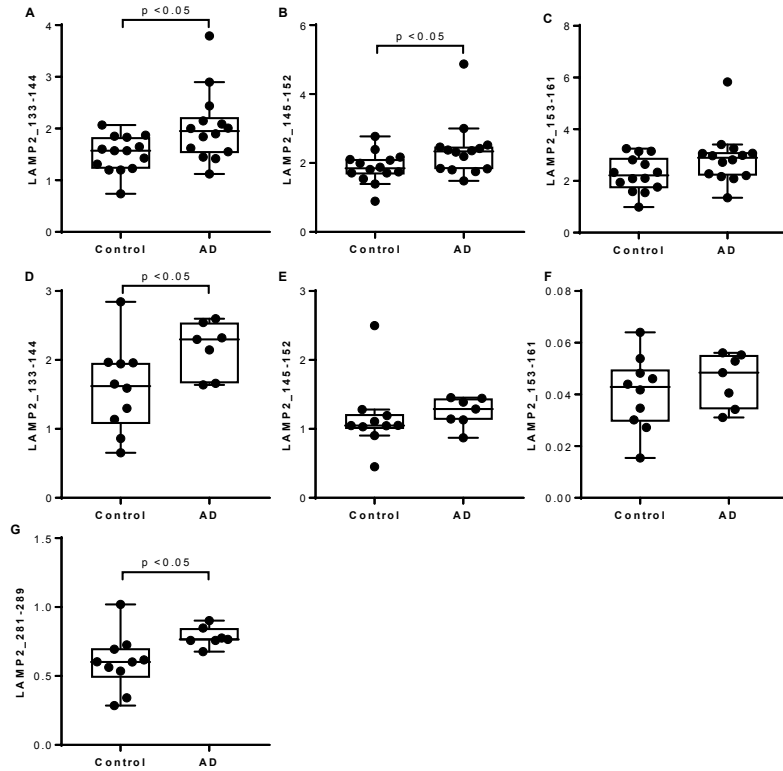 A
p <0.05
LAMP2_133-144
4
3
2
1
0
Control
AD
B
p <0.05
LAMP2_145-152
6
4
2
0
Control
AD
C
LAMP2_153-161
8
6
4
2
0
Control
AD
D
p <0.05
LAMP2_133-144
3
2
1
0
Control
AD
E
LAMP2_145-152
3
2
1
0
Control
AD
F
LAMP2_153-161
0.08
0.06
0.04
0.02
0.00
Control
AD
G
p <0.05
LAMP2_281-289
1.5
1.0
0.5
0.0
Control
AD